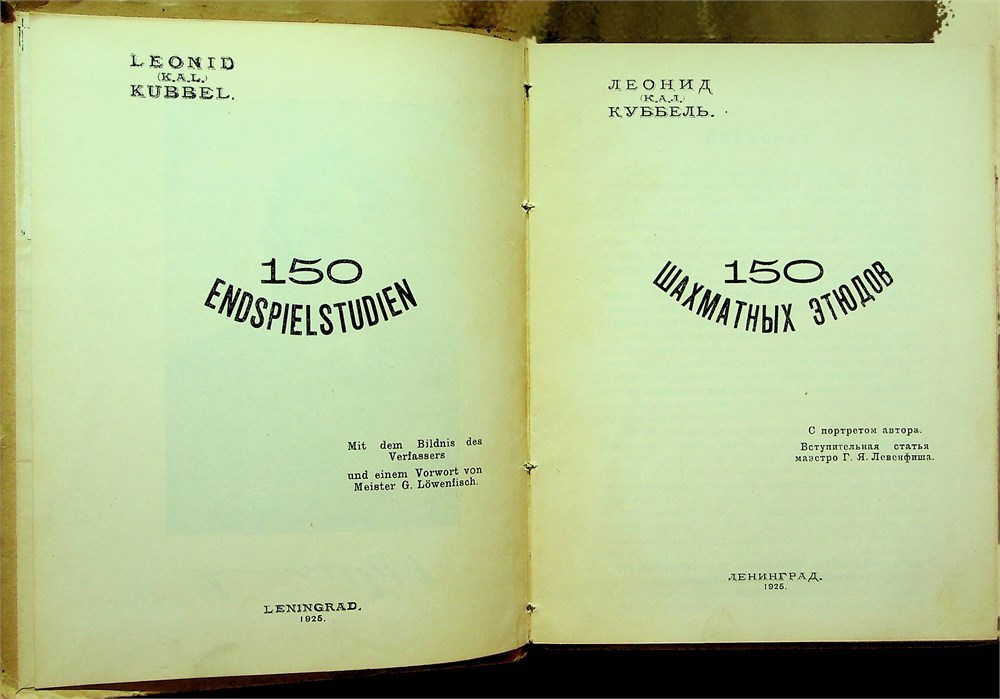 LEONID
(K.A.L.)
KUBBEL.
150
ENDSPIELSTUDIEN
Mit dem Bildnis des
Verfassers
und einem Vorwort von
Meister G. Löwenfisch.
LENINGRAD.
1925.
ЛЕОНИД
(К.А.Л.)
КУББЕЛЬ.
150
ШАХМАТНЫХ ЭТЮДОВ
С портретом автора.
Вступительная статья
маэстро Г. Я. Левенфиша.
ЛЕНИНГРАД.
1925.